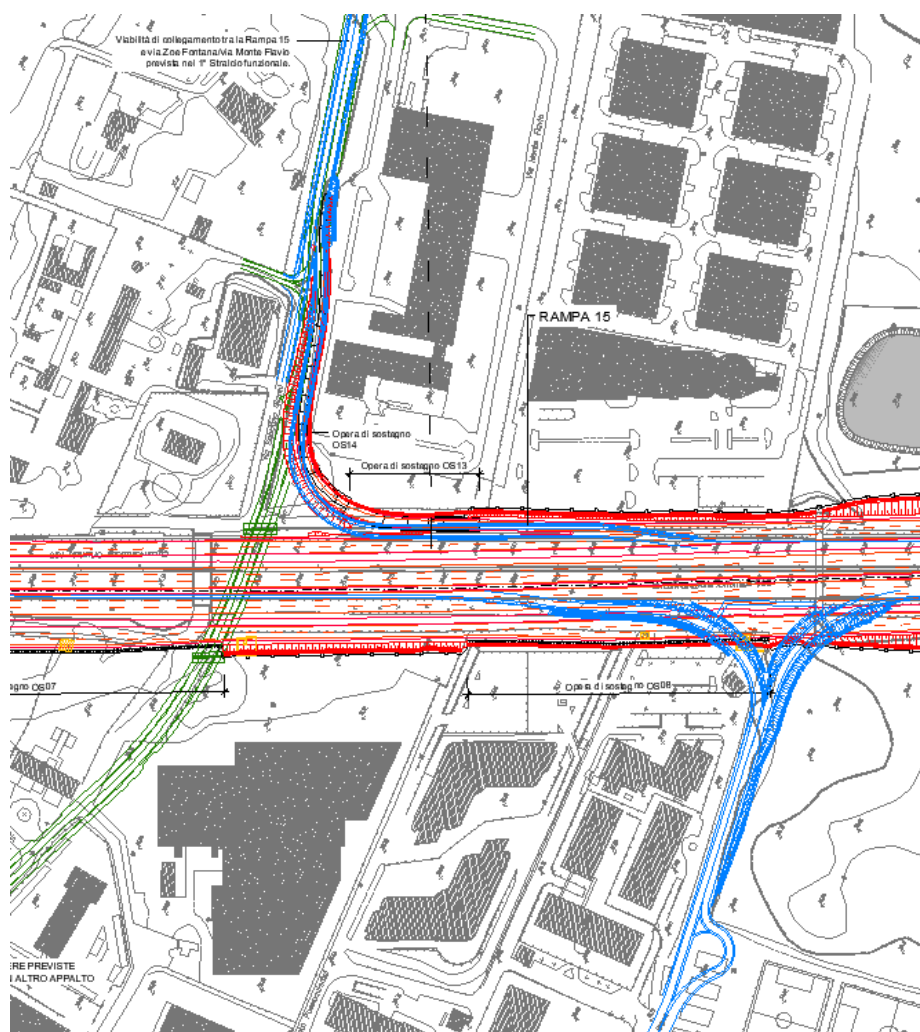 Viabilità di collegamento tra la Rampa 15
e via Zoe Fontana/via Monte Flavio
prevista nel 1° Stralcio funzionale.
Via Monte Flavio
RAMPA 15
Opera di sostegno
OS14
Opera di sostegno OS13
egno OS07
Opera di sostegno OS08
ERE PREVISTE
N ALTRO APPALTO